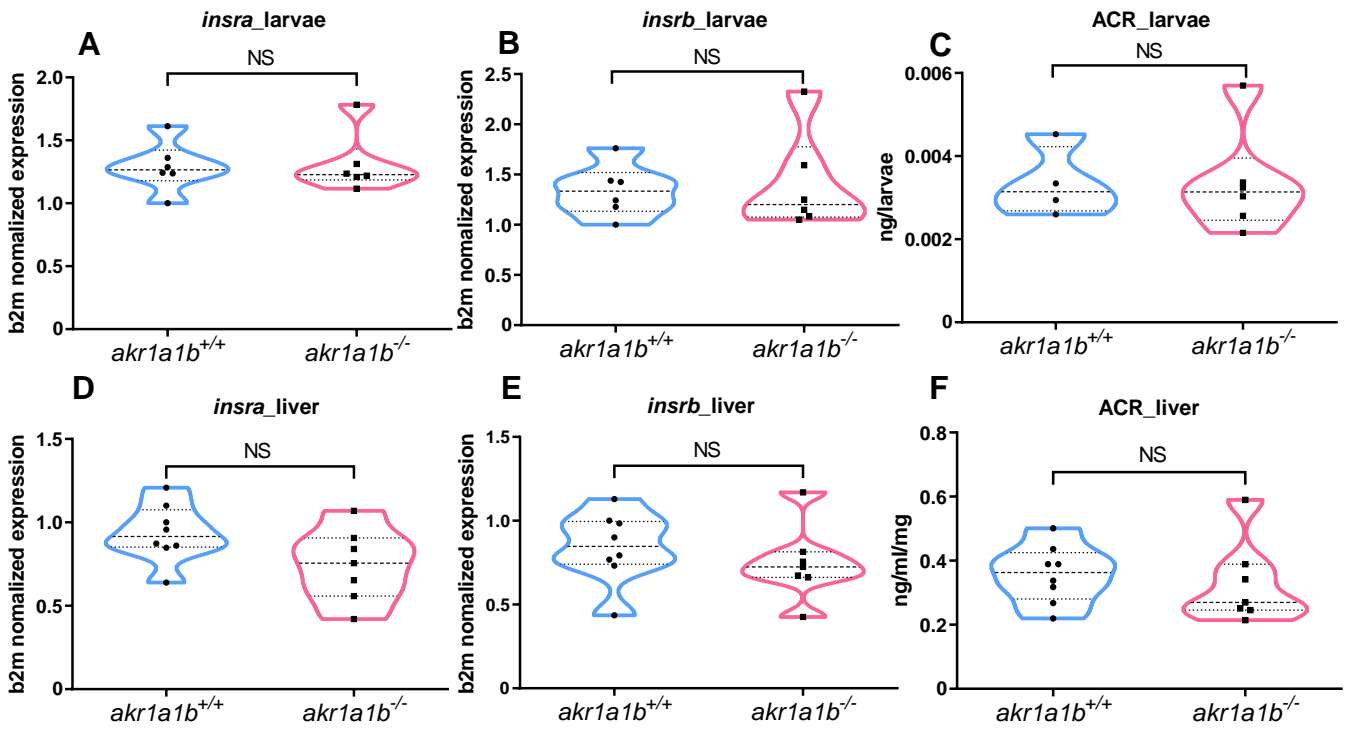 A
insra_larvae
NS
b2m nomalized expression
2.0
1.5
1.0
0.5
0
akr1a1b+/+
akr1a1b-/-
B
insrb_larvae
NS
b2m nomalized expression
2.5
2.0
1.5
1.0
0.5
0
akr1a1b+/+
akr1a1b-/-
C
ACR_larvae
NS
ng/larvae
0.006
0.004
0.002
0
akr1a1b+/+
akr1a1b-/-
D
insra_liver
NS
b2m nomalized expression
1.5
1.0
0.5
0
akr1a1b+/+
akr1a1b-/-
E
insrb_liver
NS
b2m nomalized expression
1.5
1.0
0.5
0
akr1a1b+/+
akr1a1b-/-
F
ACR_liver
NS
ng/ml/mg
0.8
0.6
0.4
0.2
0
akr1a1b+/+
akr1a1b-/-